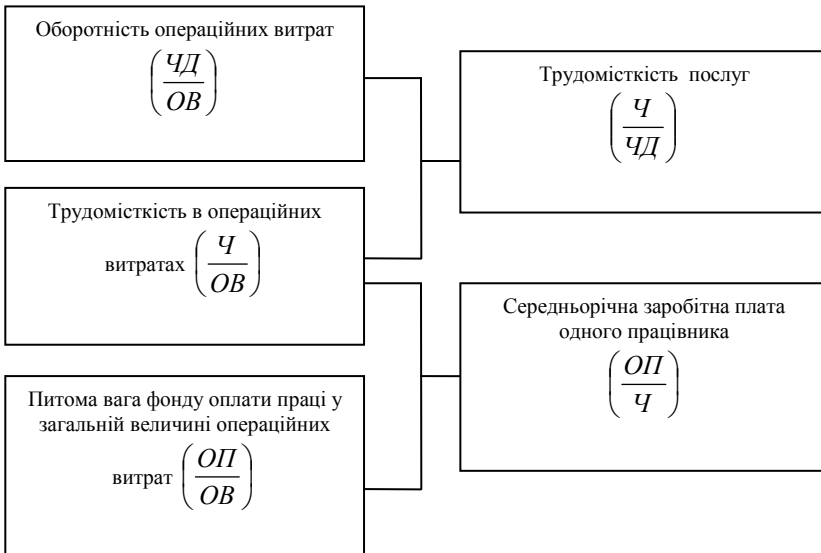 Оборотність операційних витрат
(ЧД/ОВ)
Трудомісткість в операційних
витратах (Ч/ОВ)
Питома вага фонду оплати праці у
загальній величині операційних
витрат (ОП/ОВ)
Трудомісткість послуг
(Ч/ЧД)
Середньорічна заробітна плата
одного працівника
(ОП/Ч)